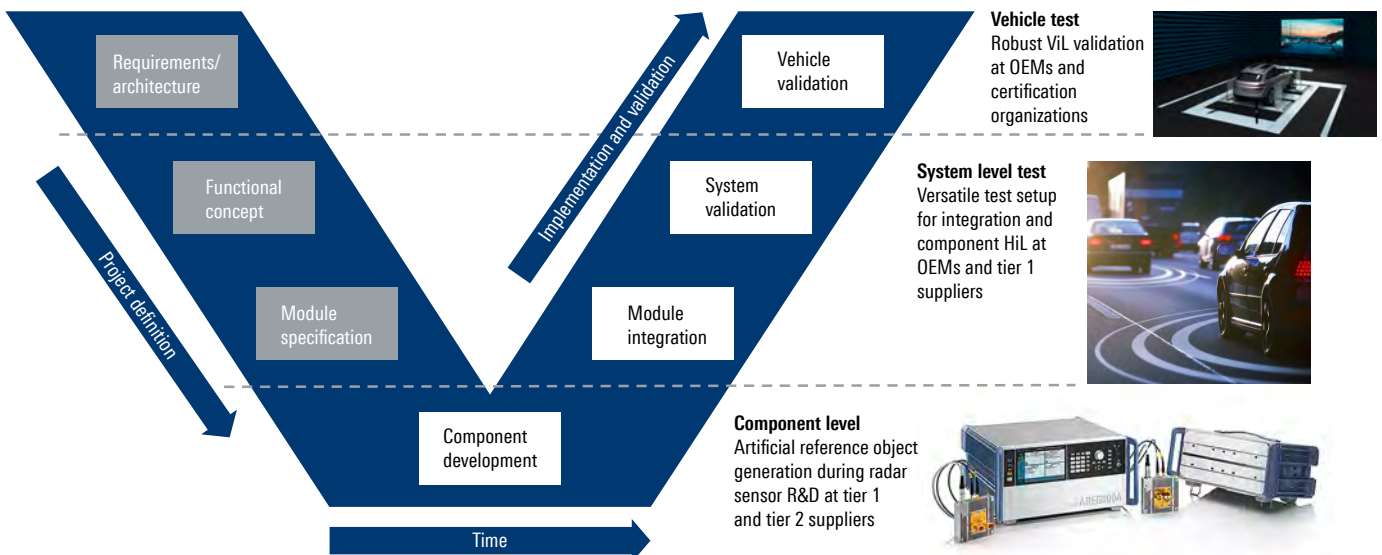 Requirements/
architecture
Functional
concept
Module
specification
Component
development
Module
integration
System
validation
Vehicle
validation
Project definition
Implementation and validation
Time
Vehicle test
Robust ViL validation
at OEMs and
certification
organizations
System level test
Versatile test setup
for integration and
component HiL at
OEMs and tier 1
suppliers
Component level
Artificial reference object
generation during radar
sensor R&D at tier 1
and tier 2 suppliers
AREG800A